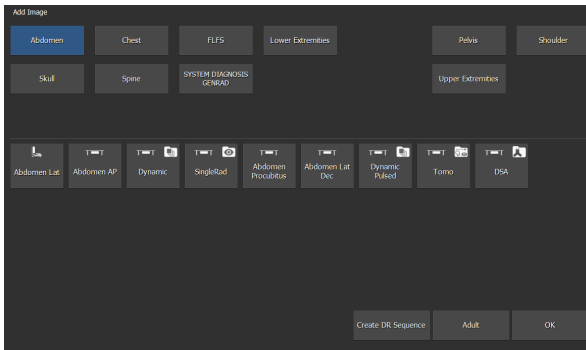 Add Image
Abdomen
Chest
FLFS
Lower Extremities
Pelvis
Shoulder
Skull
Spine
SYSTEM DIAGNOSIS
GENRAD
Upper Extremities
Abdomen Lat
Abdomen AP
Dynamic
SingleRad
Abdomen
Procubitus
Abdomen Lat
Dec
Dynamic
Pulsed
Tomo
DSA
Create DR Sequence
Adult
OK